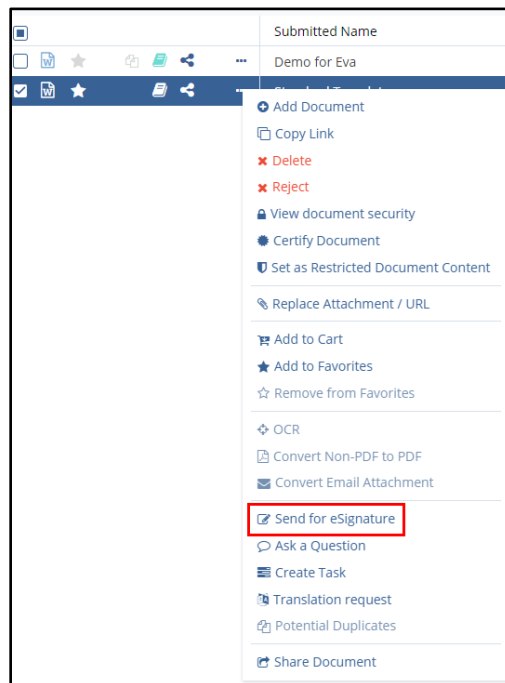 Submitted Name
Demo for Eva
Add Document
Copy Link
Delete
Reject
View document security
Certify Document
Set as Restricted Document Content
Replace Attachment / URL
Add to Cart
Add to Favorites
Remove from Favorites
OCR
Convert Non-PDF to PDF
Convert Email Attachment
Send for eSignature
Ask a Question
Create Task
Translation request
Potential Duplicates
Share Document